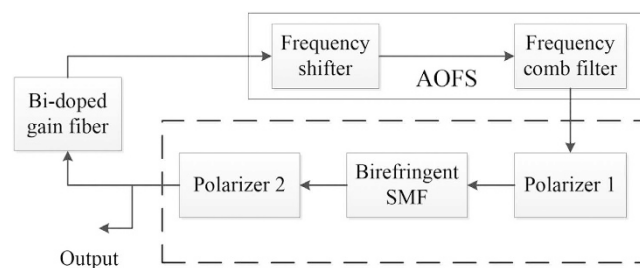 Frequency
shifter
Frequency
comb filter
AOFS
Bi-doped
gain fiber
Polarizer 2
Birefringent
SMF
Polarizer 1
Output